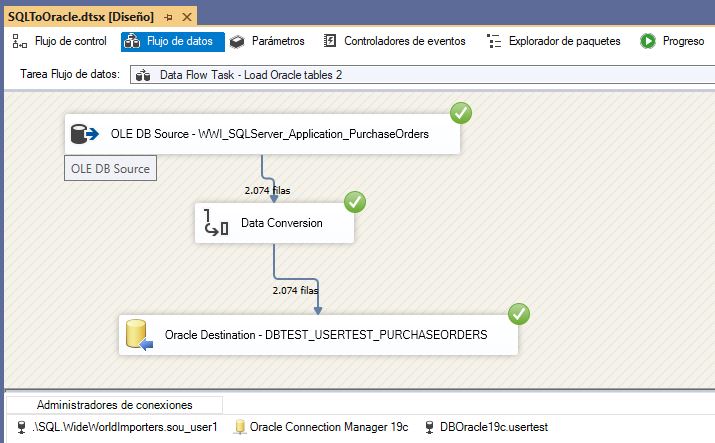 SQLToOracle.dtsx [Diseño]
Flujo de control Flujo de datos Parámetros Controladores de eventos Explorador de paquetes Progreso
Tarea Flujo de datos: Data Flow Task - Load Oracle tables 2
OLE DB Source - WWI_SQLServer_Application_PurchaseOrders
OLE DB Source
2.074 filas
Data Conversion
2.074 filas
Oracle Destination - DBTEST_USERTEST_PURCHASEORDERS
Administradores de conexiones
.\SQL.WideWorldImporters.sou_user1 Oracle Connection Manager 19c DBOracle19c.usertest